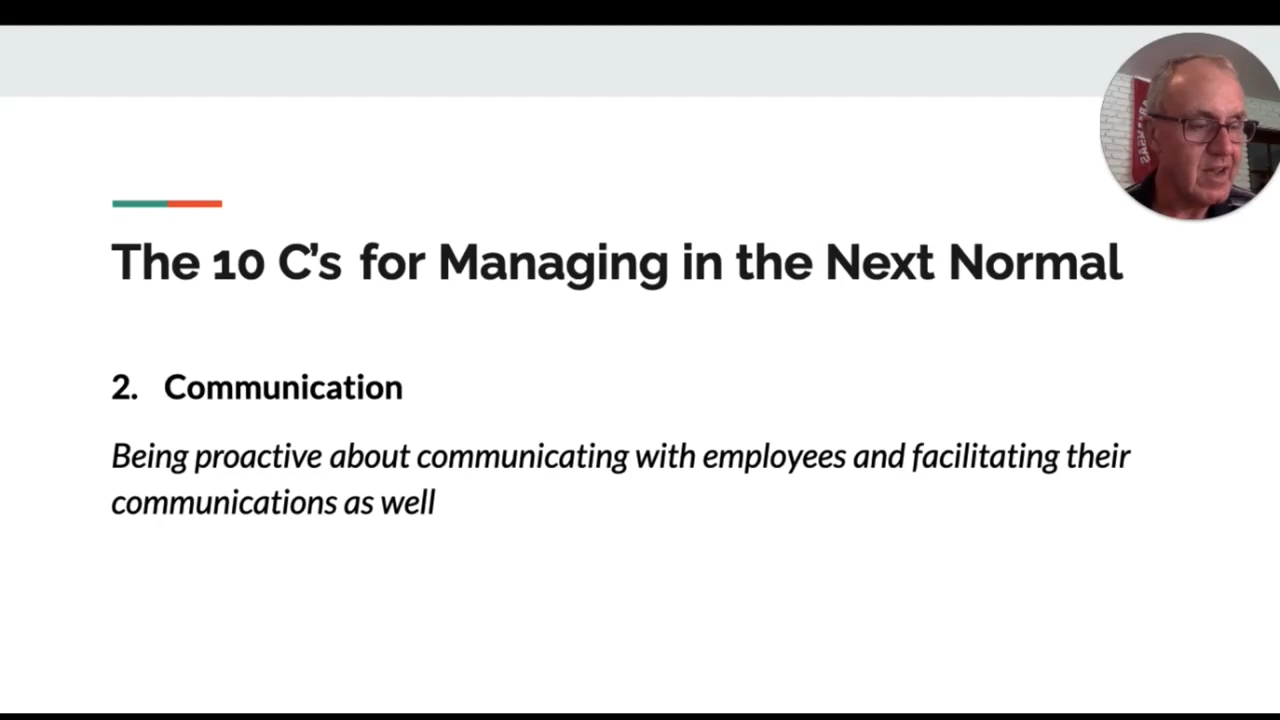 The 10 C’s for Managing in the Next Normal
2. Communication
Being proactive about communicating with employees and facilitating their
communications as well